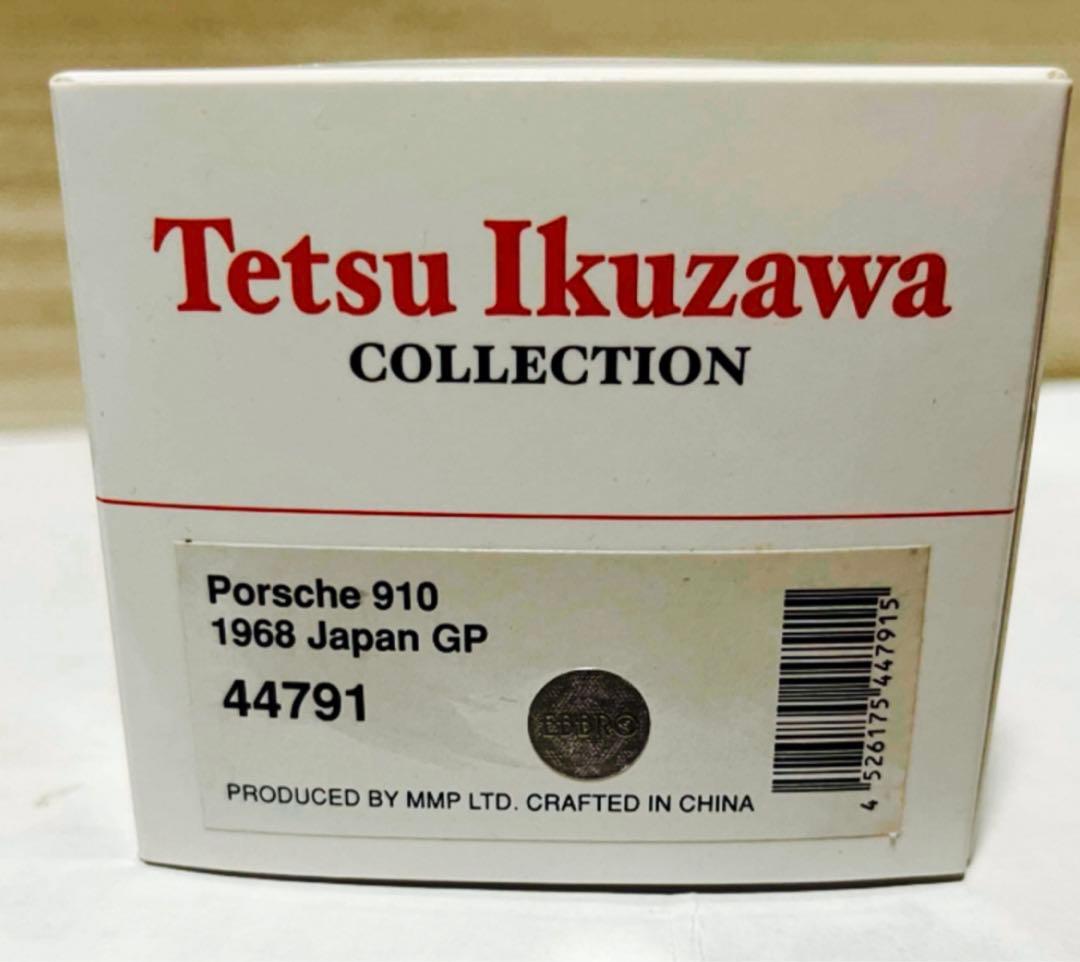 Tetsu Ikuzawa
COLLECTION
Porsche 910
1968 Japan GP
44791
EBBRO
PRODUCED BY MMP LTD. CRAFTED IN CHINA
4 526175 447915